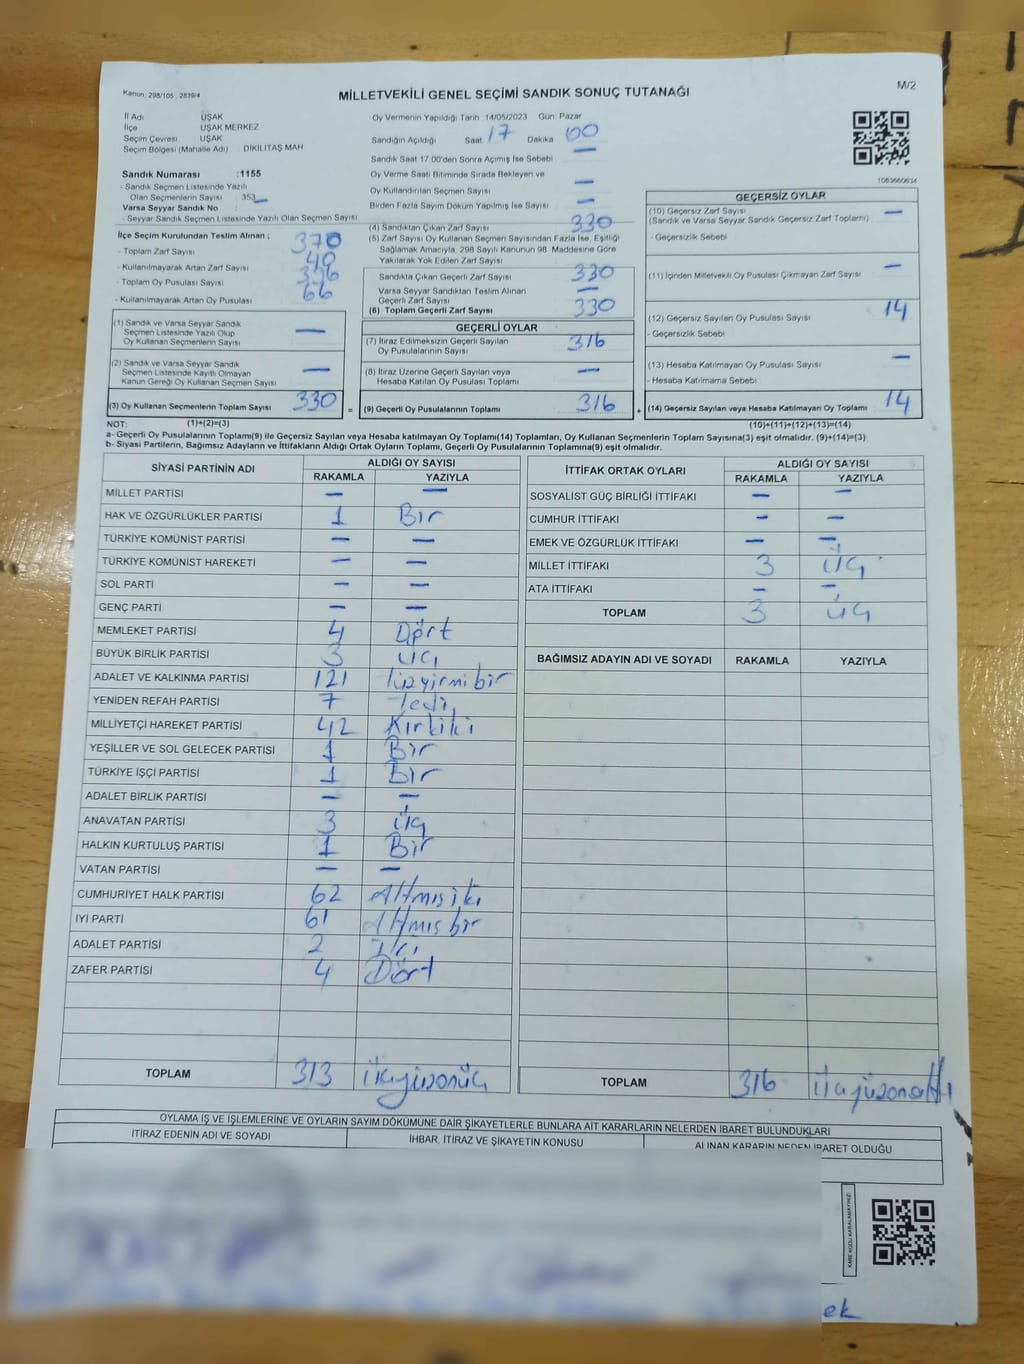 Kanun: 298/105 . 2839/4
MİLLETVEKİLİ GENEL SEÇİMİ SANDIK SONUÇ TUTANAĞI
M/2
İl Adı UŞAK
İlçe UŞAK MERKEZ
Seçim Çevresi UŞAK
Seçim Bölgesi (Mahalle Adı) DİKİLİTAŞ MAH
Sandık Numarası :1155
- Sandık Seçmen Listesinde Yazılı
Olan Seçmenlerin Sayısı 353
Varsa Seyyar Sandık No
- Seyyar Sandık Seçmen Listesinde Yazılı Olan Seçmen Sayısı
İlçe Seçim Kurulundan Teslim Alınan ;
- Toplam Zarf Sayısı 370
- Kullanılmayarak Artan Zarf Sayısı 40
- Toplam Oy Pusulası Sayısı
- Kullanılmayarak Artan Oy Pusulası 66
(1) Sandık ve Varsa Seyyar Sandık
Seçmen Listesinde Yazılı Olup
Oy Kullanan Seçmenlerin Sayısı —
(2) Sandık ve Varsa Seyyar Sandık
Seçmen Listesinde Kayıtlı Olmayan
Kanun Gereği Oy Kullanan Seçmen Sayısı —
(3) Oy Kullanan Seçmenlerin Toplam Sayısı 330 =
Oy Vermenin Yapıldığı Tarih 14/05/2023 Gün: Pazar
Sandığın Açıldığı Saat 17 Dakika 00
Sandık Saat 17 00'den Sonra Açımış İse Sebebi —
Oy Verme Saati Bitiminde Sırada Bekleyen ve
Oy Kullandırılan Seçmen Sayısı —
Birden Fazla Sayım Döküm Yapılmış İse Sayısı —
(4) Sandıktan Çıkan Zarf Sayısı 330
(5) Zarf Sayısı Oy Kullanan Seçmen Sayısından Fazla İse, Eşitliği
Sağlamak Amacıyla, 298 Sayılı Kanunun 98. Maddesine Göre
Yakılarak Yok Edilen Zarf Sayısı
Sandıkta Çıkan Geçerli Zarf Sayısı 330
Varsa Seyyar Sandıktan Teslim Alınan
Geçerli Zarf Sayısı —
(6) Toplam Geçerli Zarf Sayısı 330
GEÇERLİ OYLAR
(7) İtiraz Edilmeksizin Geçerli Sayılan
Oy Pusulalarının Sayısı 316
(8) İtiraz Üzerine Geçerli Sayılan veya
Hesaba Katılan Oy Pusulası Toplamı —
(9) Geçerli Oy Pusulalarının Toplamı 316 +
1083660634
GEÇERSİZ OYLAR
(10) Geçersiz Zarf Sayısı —
(Sandık ve Varsa Seyyar Sandık Geçersiz Zarf Toplamı)
- Geçersizlik Sebebi
(11) İçinden Milletvekili Oy Pusulası Çıkmayan Zarf Sayısı —
(12) Geçersiz Sayılan Oy Pusulası Sayısı 14
- Geçersizlik Sebebi
(13) Hesaba Katılmayan Oy Pusulası Sayısı —
- Hesaba Katılmama Sebebi
(14) Geçersiz Sayılan veya Hesaba Katılmayan Oy Toplamı 14
NOT: (1)+(2)=(3) (10)+(11)+(12)+(13)=(14)
a- Geçerli Oy Pusulalarının Toplamı(9) ile Geçersiz Sayılan veya Hesaba katılmayan Oy Toplam(14) Toplamları, Oy Kullanan Seçmenlerin Toplam Sayısına(3) eşit olmalıdır. (9)+(14)=(3)
b- Siyasi Partilerin, Bağımsız Adayların ve İttifakların Aldığı Ortak Oyların Toplamı, Geçerli Oy Pusulalarının Toplamına(9) eşit olmalıdır.
SİYASİ PARTİNİN ADI ALDIĞI OY SAYISI
RAKAMLA YAZIYLA
MİLLET PARTİSİ — —
HAK VE ÖZGÜRLÜKLER PARTİSİ 1 Bir
TÜRKİYE KOMÜNİST PARTİSİ — —
TÜRKİYE KOMÜNİST HAREKETİ — —
SOL PARTİ — —
GENÇ PARTİ — —
MEMLEKET PARTİSİ 4 Dört
BÜYÜK BİRLİK PARTİSİ 3 üç
ADALET VE KALKINMA PARTİSİ 121 Yüzyirmibir
YENİDEN REFAH PARTİSİ 7 Yedi
MİLLİYETÇİ HAREKET PARTİSİ 42 Kırkiki
YEŞİLLER VE SOL GELECEK PARTİSİ 1 Bir
TÜRKİYE İŞÇİ PARTİSİ 1 Bir
ADALET BİRLİK PARTİSİ — —
ANAVATAN PARTİSİ 3 üç
HALKIN KURTULUŞ PARTİSİ 1 Bir
VATAN PARTİSİ — —
CUMHURİYET HALK PARTİSİ 62 Altmışiki
İYİ PARTİ 61 Altmışbir
ADALET PARTİSİ 2 İki
ZAFER PARTİSİ 4 Dört
TOPLAM 313 üçyüzonüç
İTTİFAK ORTAK OYLARI ALDIĞI OY SAYISI
RAKAMLA YAZIYLA
SOSYALİST GÜÇ BİRLİĞİ İTTİFAKI — —
CUMHUR İTTİFAKI — —
EMEK VE ÖZGÜRLÜK İTTİFAKI — —
MİLLET İTTİFAKI 3 üç
ATA İTTİFAKI — —
TOPLAM 3 üç
BAĞIMSIZ ADAYIN ADI VE SOYADI RAKAMLA YAZIYLA
TOPLAM 316 üçyüzonaltı
OYLAMA İŞ VE İŞLEMLERİNE VE OYLARIN SAYIM DÖKÜMÜNE DAİR ŞİKAYETLERLE BUNLARA AİT KARARLARIN NELERDEN İBARET BULUNDUKLARI
İTİRAZ EDENİN ADI VE SOYADI İHBAR, İTİRAZ VE ŞİKAYETİN KONUSU ALINAN KARARIN NEDEN İBARET OLDUĞU
KARE KODU KARALAMAYINIZ!
ek